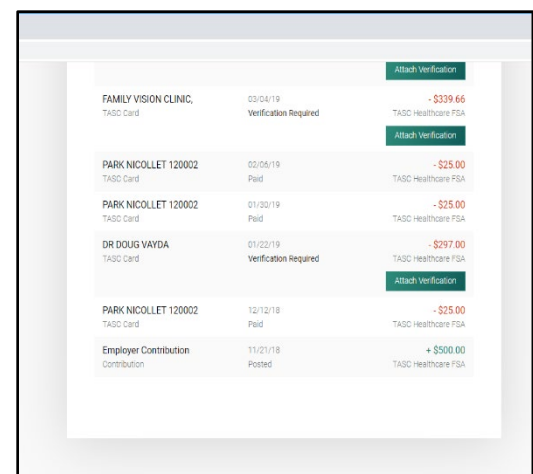 Attach Verification
FAMILY VISION CLINIC, 03/04/19 - $339.66
TASC Card Verification Required TASC Healthcare FSA
Attach Verification
PARK NICOLLET 120002 02/06/19 - $25.00
TASC Card Paid TASC Healthcare FSA
PARK NICOLLET 120002 01/30/19 - $25.00
TASC Card Paid TASC Healthcare FSA
DR DOUG VAYDA 01/22/19 - $297.00
TASC Card Verification Required TASC Healthcare FSA
Attach Verification
PARK NICOLLET 120002 12/12/18 - $25.00
TASC Card Paid TASC Healthcare FSA
Employer Contribution 11/21/18 + $500.00
Contribution Posted TASC Healthcare FSA